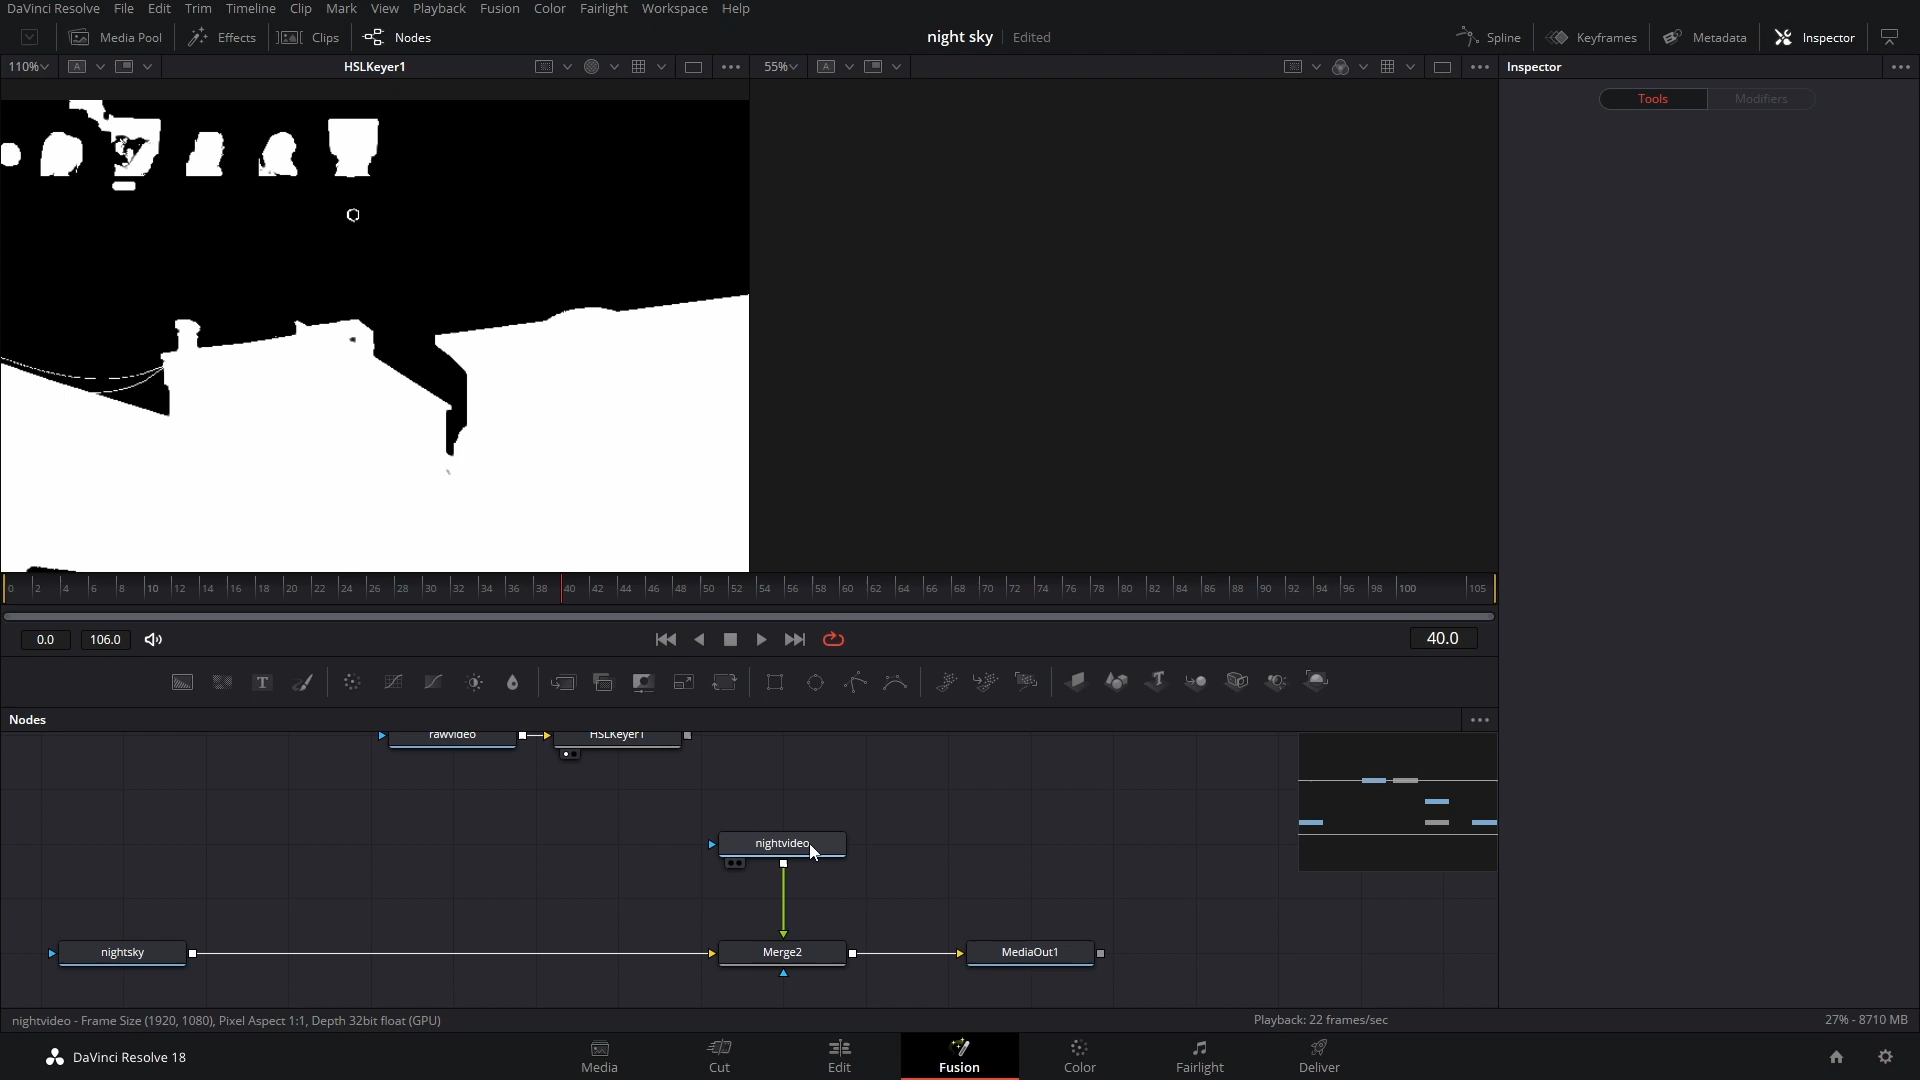 DaVinci Resolve File Edit Trim Timeline Clip Mark View Playback Fusion Color Fairlight Workspace Help
Media Pool Effects Clips Nodes night sky Edited Spline Keyframes Metadata Inspector
110% A HSLKeyer1 55% A Inspector
Tools Modifiers
0 2 4 6 8 10 12 14 16 18 20 22 24 26 28 30 32 34 36 38 40 42 44 46 48 50 52 54 56 58 60 62 64 66 68 70 72 74 76 78 80 82 84 86 88 90 92 94 96 98 100 105
0.0 106.0 40.0
T T
Nodes
rawvideo HSLKeyer1
nightvideo
nightsky Merge2 MediaOut1
nightvideo - Frame Size (1920, 1080), Pixel Aspect 1:1, Depth 32bit float (GPU) Playback: 22 frames/sec 27% - 8710 MB
DaVinci Resolve 18 Media Cut Edit Fusion Color Fairlight Deliver